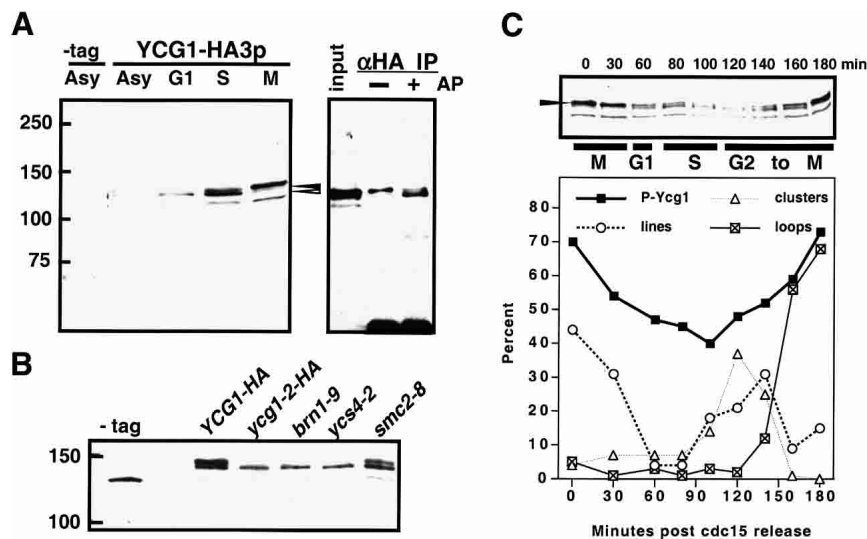 A
-tag YCG1-HA3p
Asy Asy G1 S M
250
150
100
75
input αHA IP
− + AP
B
- tag YCG1-HA ycg1-2-HA brn1-9 ycs4-2 smc2-8
150
100
C
0 30 60 80 100 120 140 160 180 min
M G1 S G2 to M
P-Ycg1 clusters
lines loops
80
70
60
50
40
30
20
10
0
Percent
0 30 60 90 120 140 180
Minutes post cdc15 release